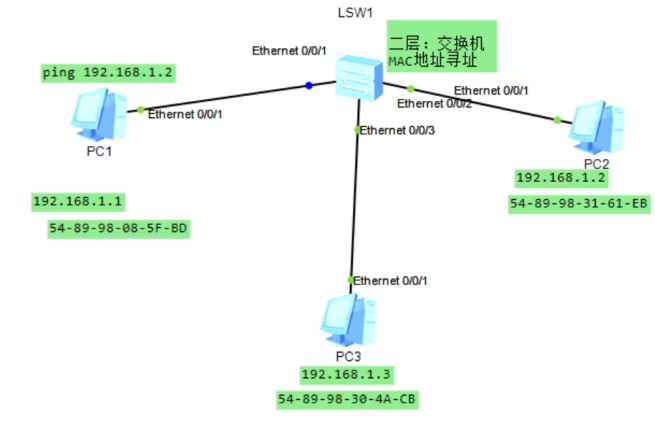 LSW1
Ethernet 0/0/1
二层：交换机
MAC地址寻址
ping 192.168.1.2
Ethernet 0/0/1
Ethernet 0/0/1
Ethernet 0/0/2
Ethernet 0/0/3
PC1
PC2
192.168.1.2
192.168.1.1
54-89-98-31-61-EB
54-89-98-08-5F-BD
Ethernet 0/0/1
PC3
192.168.1.3
54-89-98-30-4A-CB